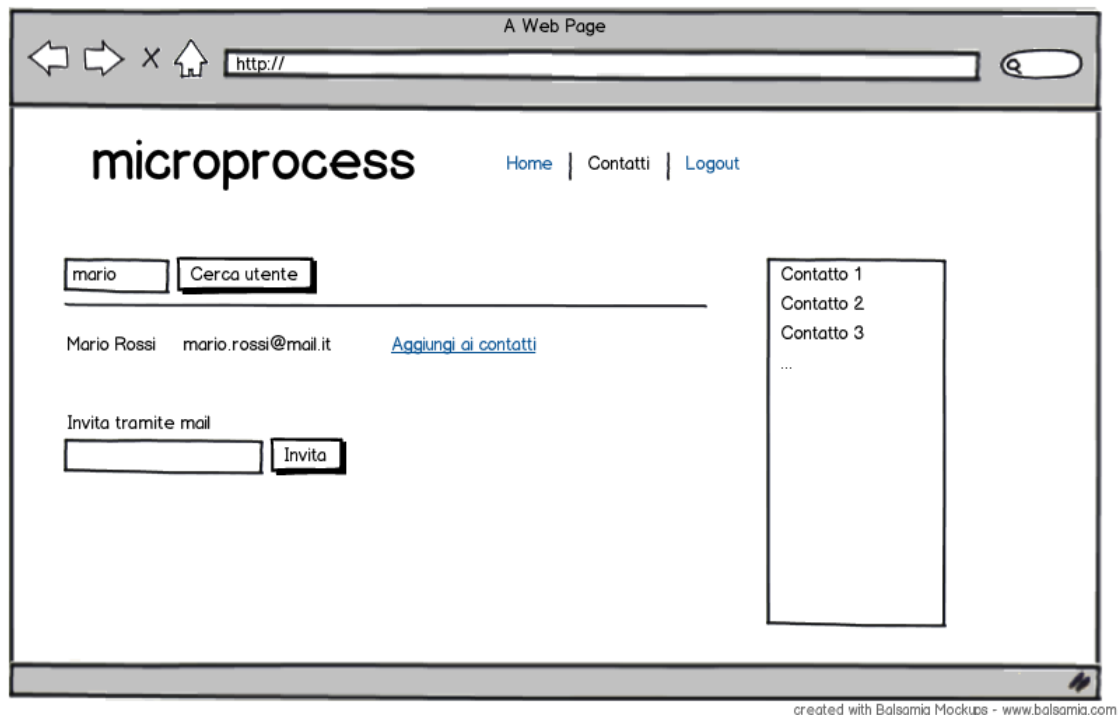 A Web Page
http://
microprocess
Home | Contatti | Logout
mario
Cerca utente
Mario Rossi mario.rossi@mail.it Aggiungi ai contatti
Invita tramite mail
Invita
Contatto 1
Contatto 2
Contatto 3
...
created with Balsamiq Mockups - www.balsamiq.com